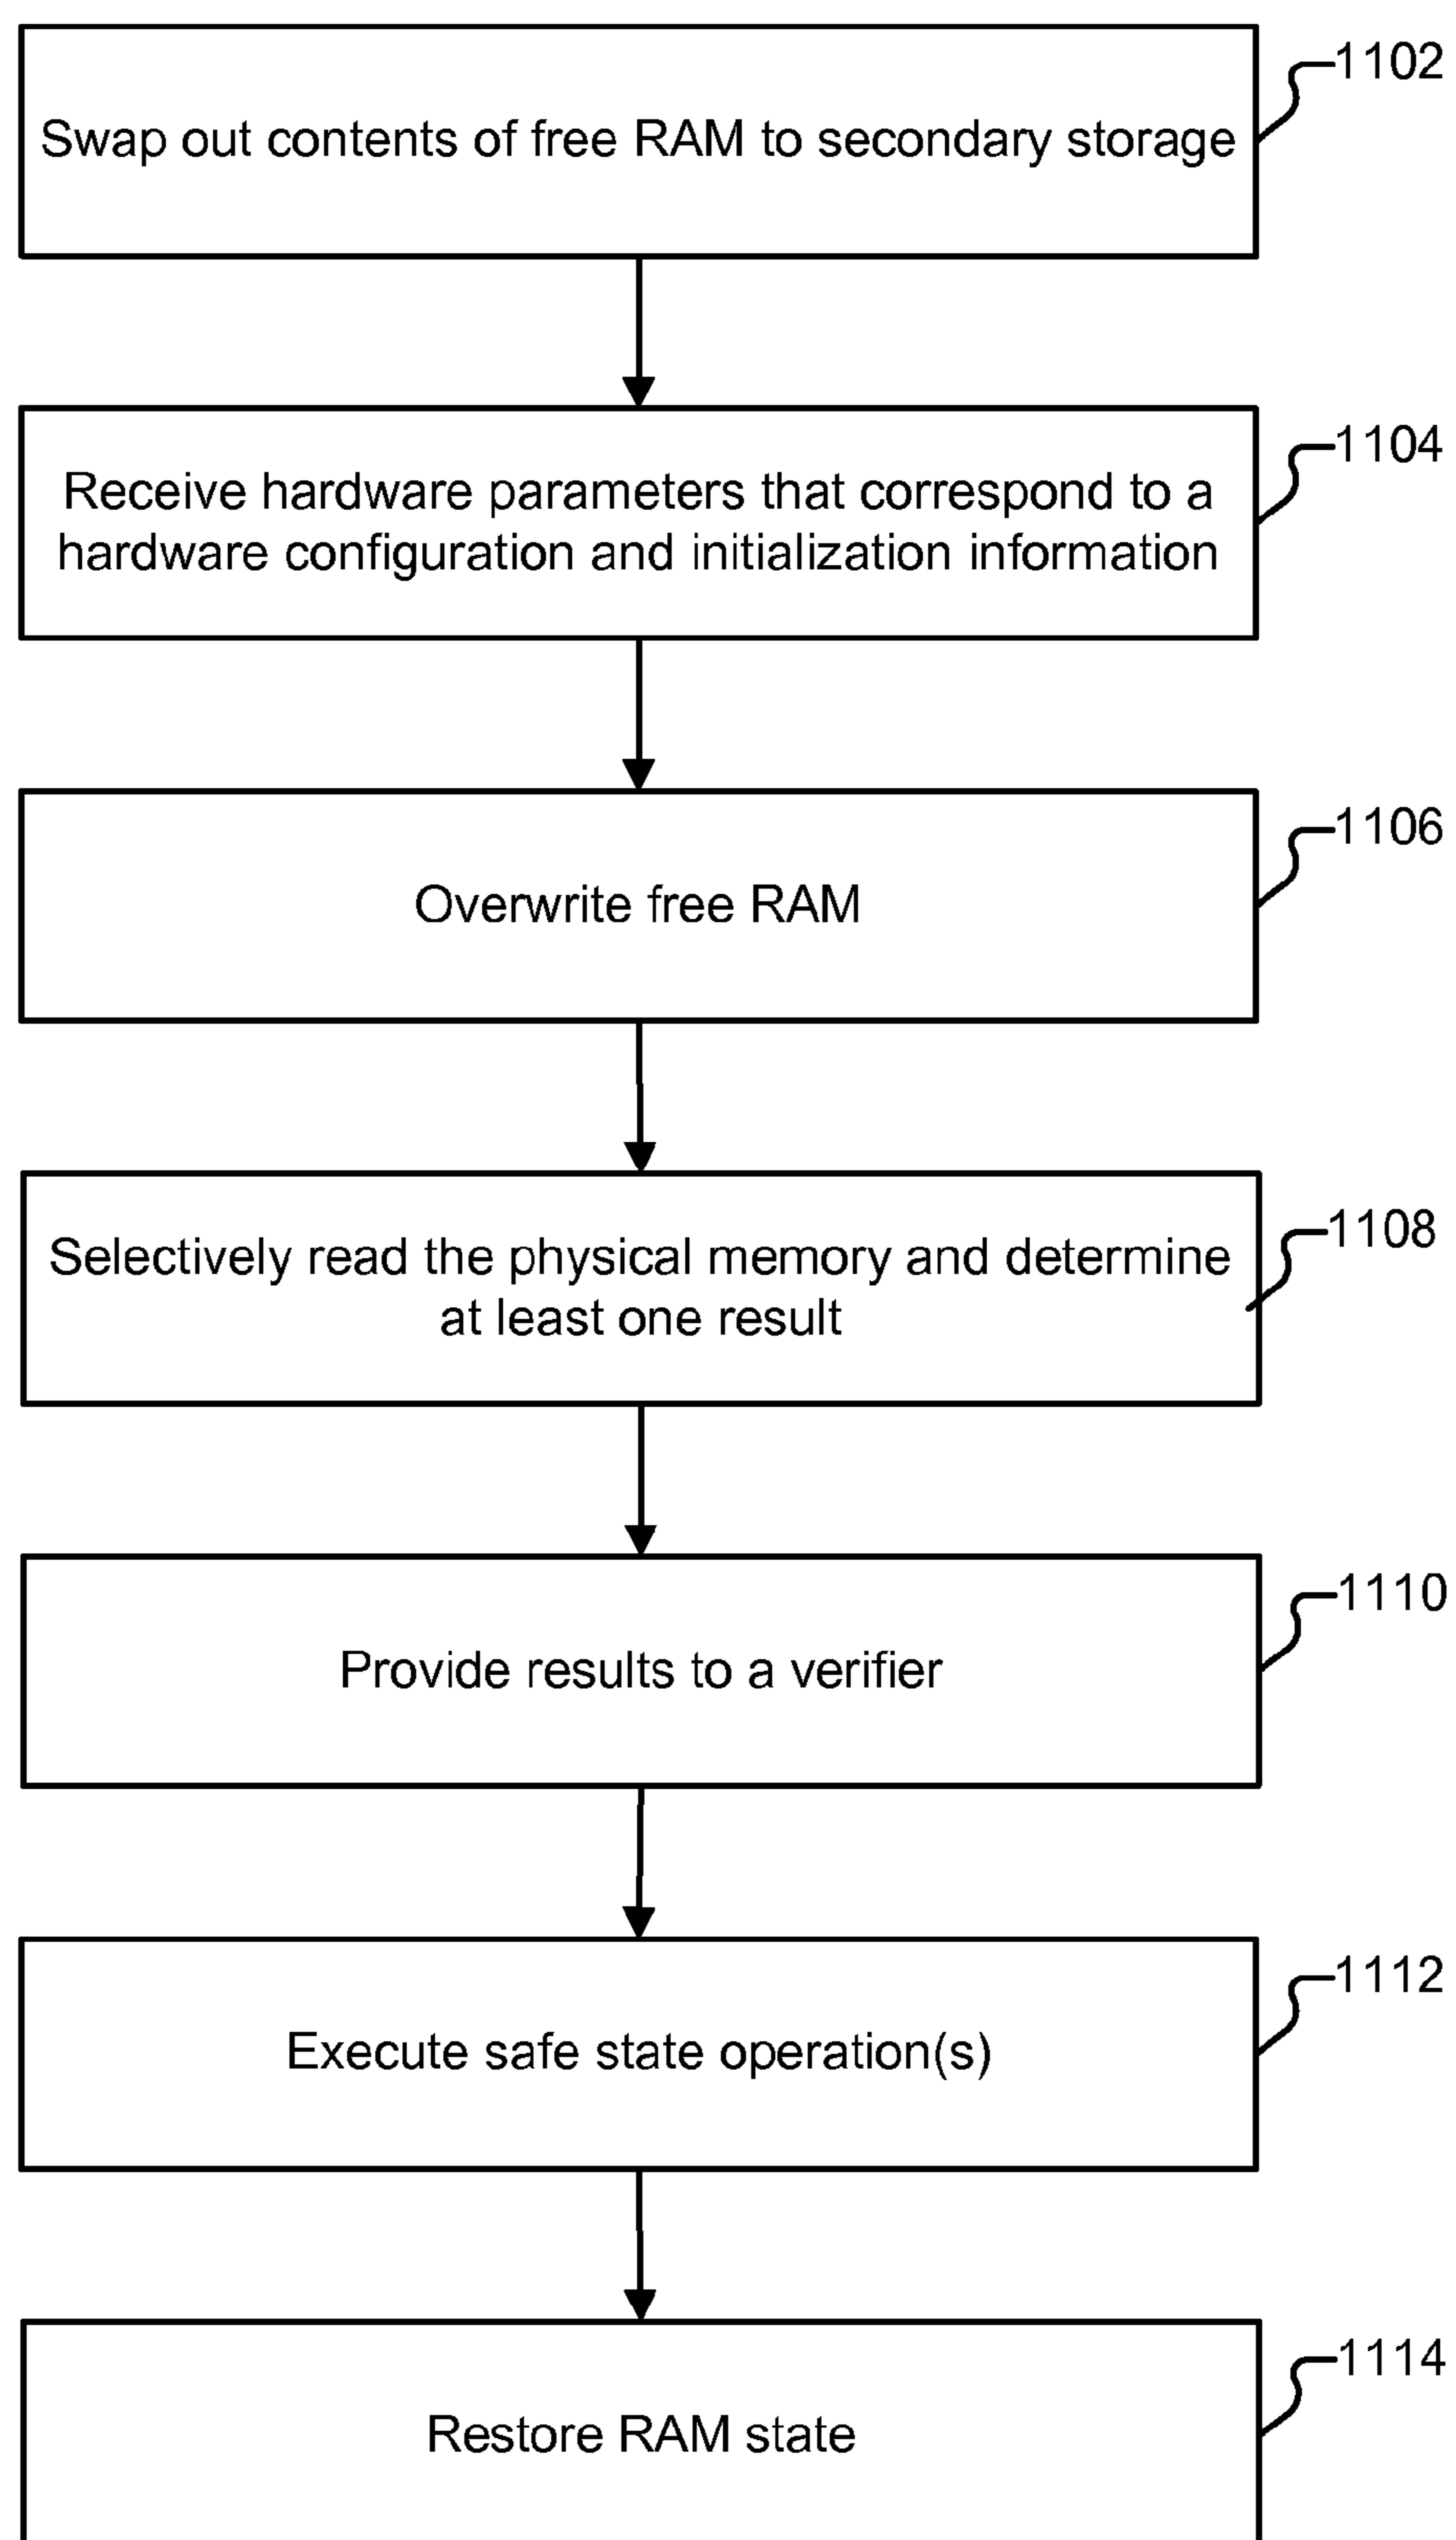 1102
Swap out contents of free RAM to secondary storage
1104
Receive hardware parameters that correspond to a
hardware configuration and initialization information
1106
Overwrite free RAM
1108
Selectively read the physical memory and determine
at least one result
1110
Provide results to a verifier
1112
Execute safe state operation(s)
1114
Restore RAM state